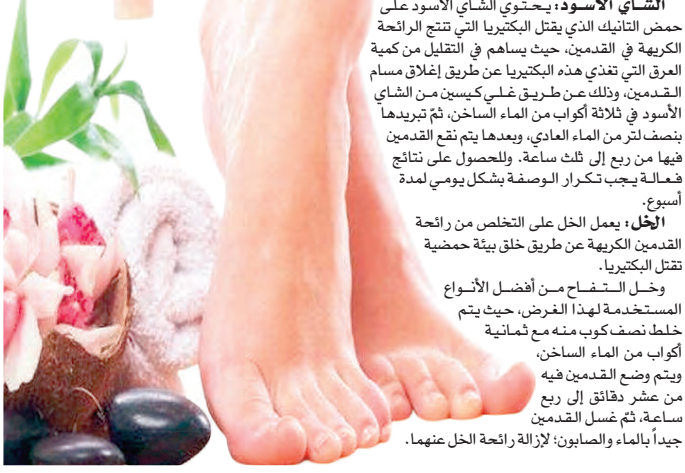 الشاي الأسود: يحتوي الشاي الأسود على
حمض التانيك الذي يقتل البكتيريا التي تنتج الرائحة
الكريهة في القدمين، حيث يساهم في التقليل من كمية
العرق التي تغذي هذه البكتيريا عن طريق إغلاق مسام
القدمين، وذلك عن طريق غلي كيسين من الشاي
الأسود في ثلاثة أكواب من الماء الساخن، ثمّ تبريدها
بنصف لتر من الماء العادي، وبعدها يتم نقع القدمين
فيها من ربع إلى ثلث ساعة. وللحصول على نتائج
فعالة يجب تكرار الوصفة بشكل يومي لمدة
أسبوع.
الخل: يعمل الخل على التخلص من رائحة
القدمين الكريهة عن طريق خلق بيئة حمضية
تقتل البكتيريا.
وخل التفاح من أفضل الأنواع
المستخدمة لهذا الغرض، حيث يتم
خلط نصف كوب منه مع ثمانية
أكواب من الماء الساخن،
ويتم وضع القدمين فيه
من عشر دقائق إلى ربع
ساعة، ثمّ غسل القدمين
جيداً بالماء والصابون؛ لإزالة رائحة الخل عنهما.